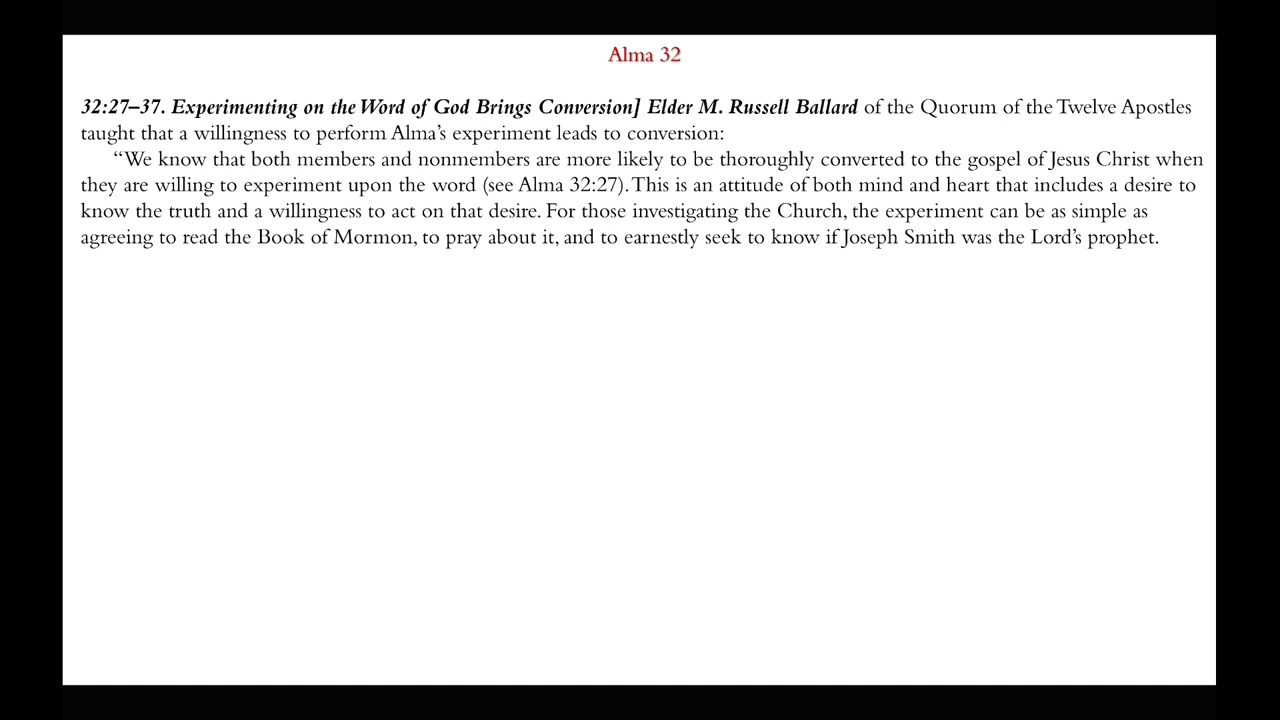 Alma 32
32:27–37. Experimenting on the Word of God Brings Conversion] Elder M. Russell Ballard of the Quorum of the Twelve Apostles
taught that a willingness to perform Alma’s experiment leads to conversion:
“We know that both members and nonmembers are more likely to be thoroughly converted to the gospel of Jesus Christ when
they are willing to experiment upon the word (see Alma 32:27). This is an attitude of both mind and heart that includes a desire to
know the truth and a willingness to act on that desire. For those investigating the Church, the experiment can be as simple as
agreeing to read the Book of Mormon, to pray about it, and to earnestly seek to know if Joseph Smith was the Lord’s prophet.